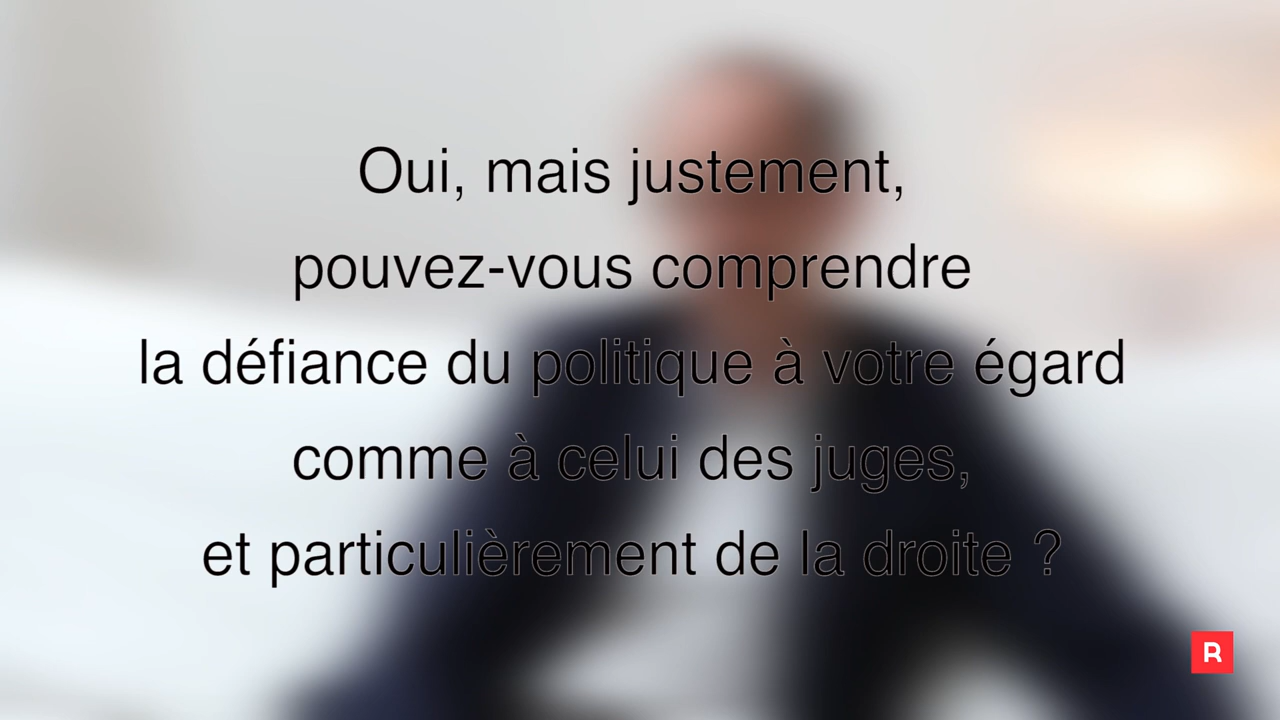 Oui, mais justement,
pouvez-vous comprendre
la défiance du politique à votre égard
comme à celui des juges,
et particulièrement de la droite ?
R